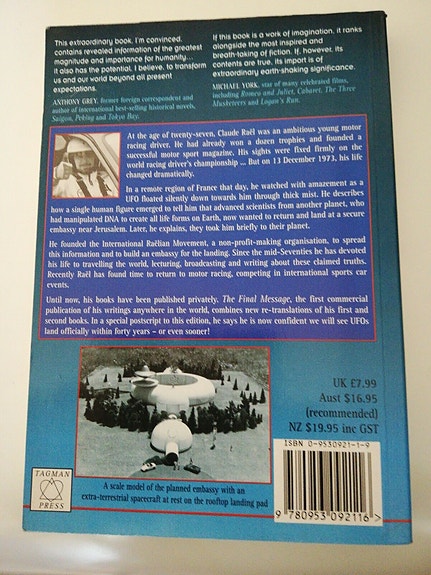 This extraordinary book, I'm convinced,
contains revealed information of the greatest
magnitude and importance for humanity...
it also has the potential, I believe, to transform
us and our world beyond all present
expectations.
ANTHONY GREY, former foreign correspondent and
author of international best-selling historical novels,
Saigon, Peking and Tokyo Bay.
If this book is a work of imagination, it ranks
alongside the most inspired and
breath-taking of fiction. If, however, its
contents are true, its import is of
extraordinary earth-shaking significance.
MICHAEL YORK, star of many celebrated films,
including Romeo and Juliet, Cabaret, The Three
Musketeers and Logan's Run.
At the age of twenty-seven, Claude Raël was an ambitious young motor
racing driver. He had already won a dozen trophies and founded a
successful motor sport magazine. His sights were fixed firmly on the
world racing driver's championship ... But on 13 December 1973, his life
changed dramatically.
In a remote region of France that day, he watched with amazement as a
UFO floated silently down towards him through thick mist. He describes
how a single human figure emerged to tell him that advanced scientists from another planet, who
had manipulated DNA to create all life forms on Earth, now wanted to return and land at a secure
embassy near Jerusalem. Later, he explains, they took him briefly to their planet.
He founded the International Raëlian Movement, a non-profit-making organisation, to spread
this information and to build an embassy for the landing. Since the mid-Seventies he has devoted
his life to travelling the world, lecturing, broadcasting and writing about these claimed truths.
Recently Raël has found time to return to motor racing, competing in international sports car
events.
Until now, his books have been published privately. The Final Message, the first commercial
publication of his writings anywhere in the world, combines new re-translations of his first and
second books. In a special postscript to this edition, he says he is now confident we will see UFOs
land officially within forty years – or even sooner!
UK £7.99
Aust $16.95
(recommended)
NZ $19.95 inc GST
ISBN 0-9530921-1-9
9 780953 092116 >
TAGMAN
PRESS
A scale model of the planned embassy with an
extra-terrestrial spacecraft at rest on the rooftop landing pad